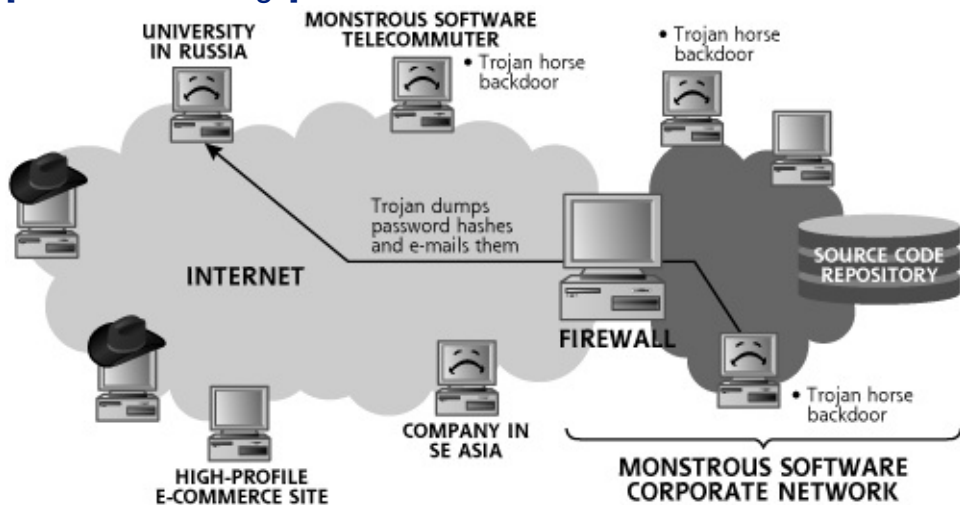 UNIVERSITY
IN RUSSIA
MONSTROUS SOFTWARE
TELECOMMUTER
• Trojan horse
backdoor
• Trojan horse
backdoor
Trojan dumps
password hashes
and e-mails them
INTERNET
FIREWALL
SOURCE CODE
REPOSITORY
• Trojan horse
backdoor
COMPANY IN
SE ASIA
HIGH-PROFILE
E-COMMERCE SITE
MONSTROUS SOFTWARE
CORPORATE NETWORK